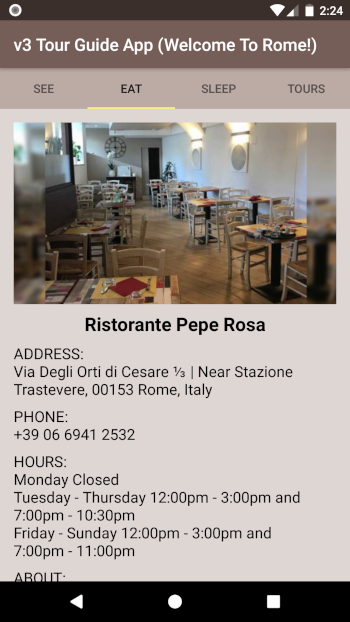 2:24
v3 Tour Guide App (Welcome To Rome!)
SEE
EAT
SLEEP
TOURS
Ristorante Pepe Rosa
ADDRESS:
Via Degli Orti di Cesare ⅓ | Near Stazione
Trastevere, 00153 Rome, Italy
PHONE:
+39 06 6941 2532
HOURS:
Monday Closed
Tuesday - Thursday 12:00pm - 3:00pm and
7:00pm - 10:30pm
Friday - Sunday 12:00pm - 3:00pm and
7:00pm - 11:00pm
ABOUT: